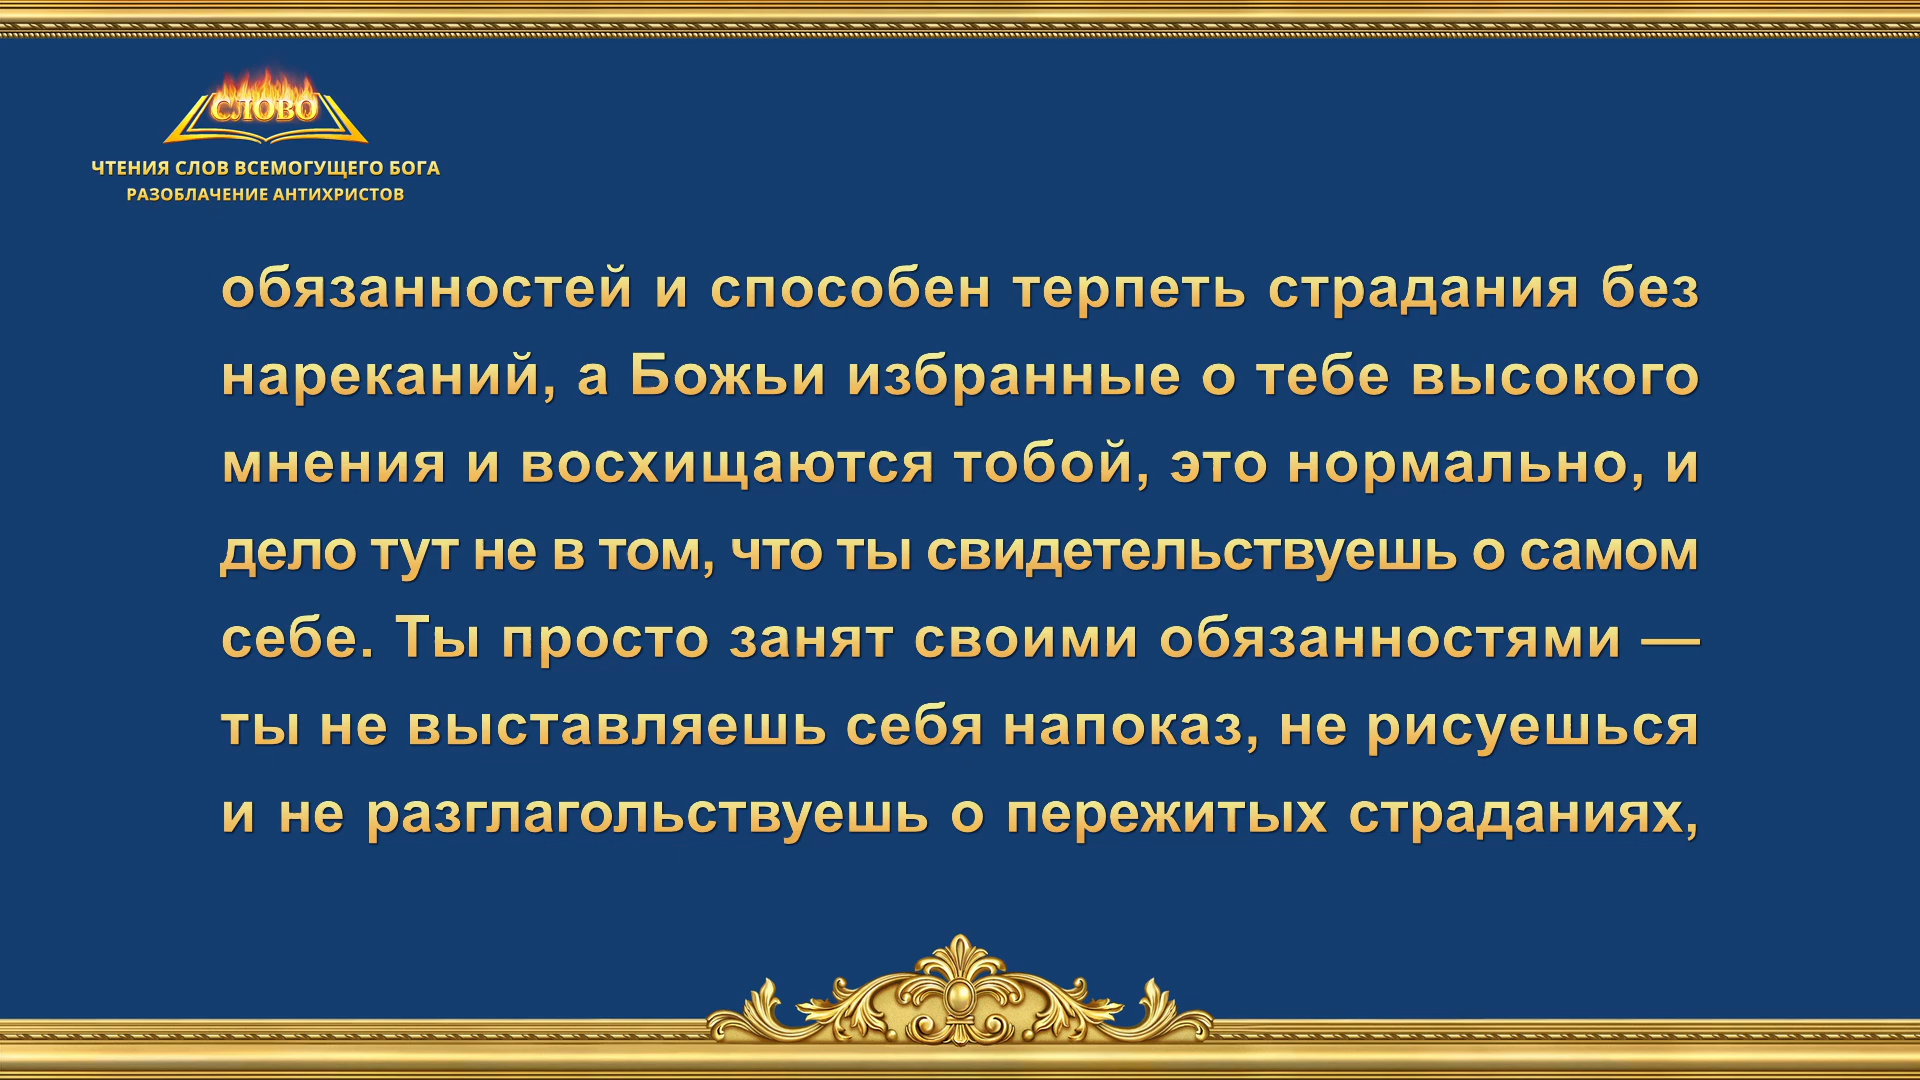 СЛОВО
ЧТЕНИЯ СЛОВ ВСЕМОГУЩЕГО БОГА
РАЗОБЛАЧЕНИЕ АНТИХРИСТОВ
обязанностей и способен терпеть страдания без
нареканий, а Божьи избранные о тебе высокого
мнения и восхищаются тобой, это нормально, и
дело тут не в том, что ты свидетельствуешь о самом
себе. Ты просто занят своими обязанностями —
ты не выставляешь себя напоказ, не рисуешься
и не разглагольствуешь о пережитых страданиях,